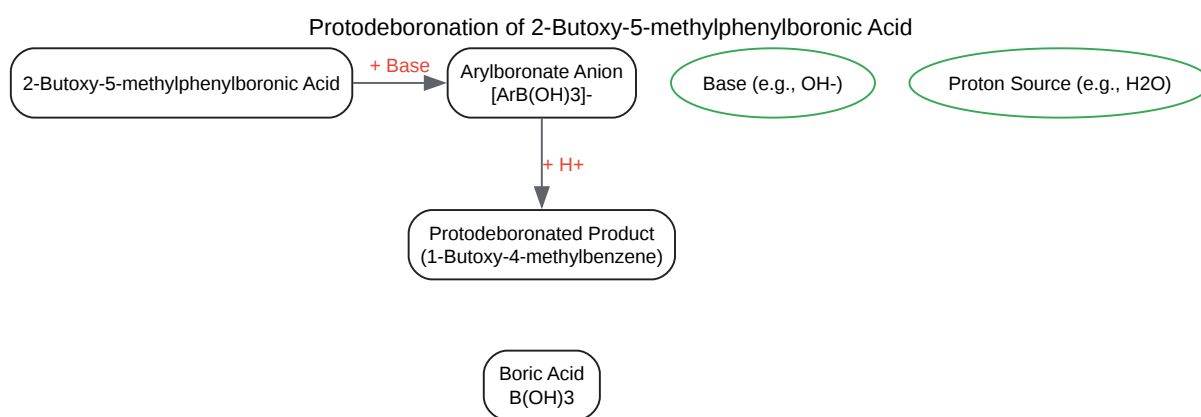 Protodeboronation of 2-Butoxy-5-methylphenylboronic Acid
2-Butoxy-5-methylphenylboronic Acid
+ Base
Arylboronate Anion
[ArB(OH)3]-
Base (e.g., OH-)
Proton Source (e.g., H2O)
+ H+
Protodeboronated Product
(1-Butoxy-4-methylbenzene)
Boric Acid
B(OH)3